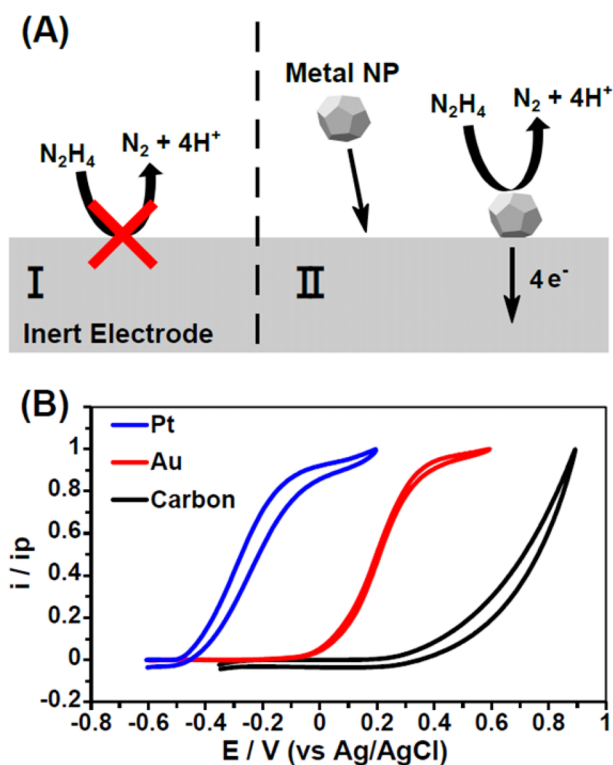 (A)
Metal NP
N₂H₄ N₂ + 4H⁺
N₂H₄ N₂ + 4H⁺
I
II
4e⁻
Inert Electrode
(B)
Pt
Au
Carbon
1
0.8
0.6
0.4
0.2
0
-0.2
i / ip
-0.8 -0.6 -0.4 -0.2 0 0.2 0.4 0.6 0.8 1
E / V (vs Ag/AgCl)